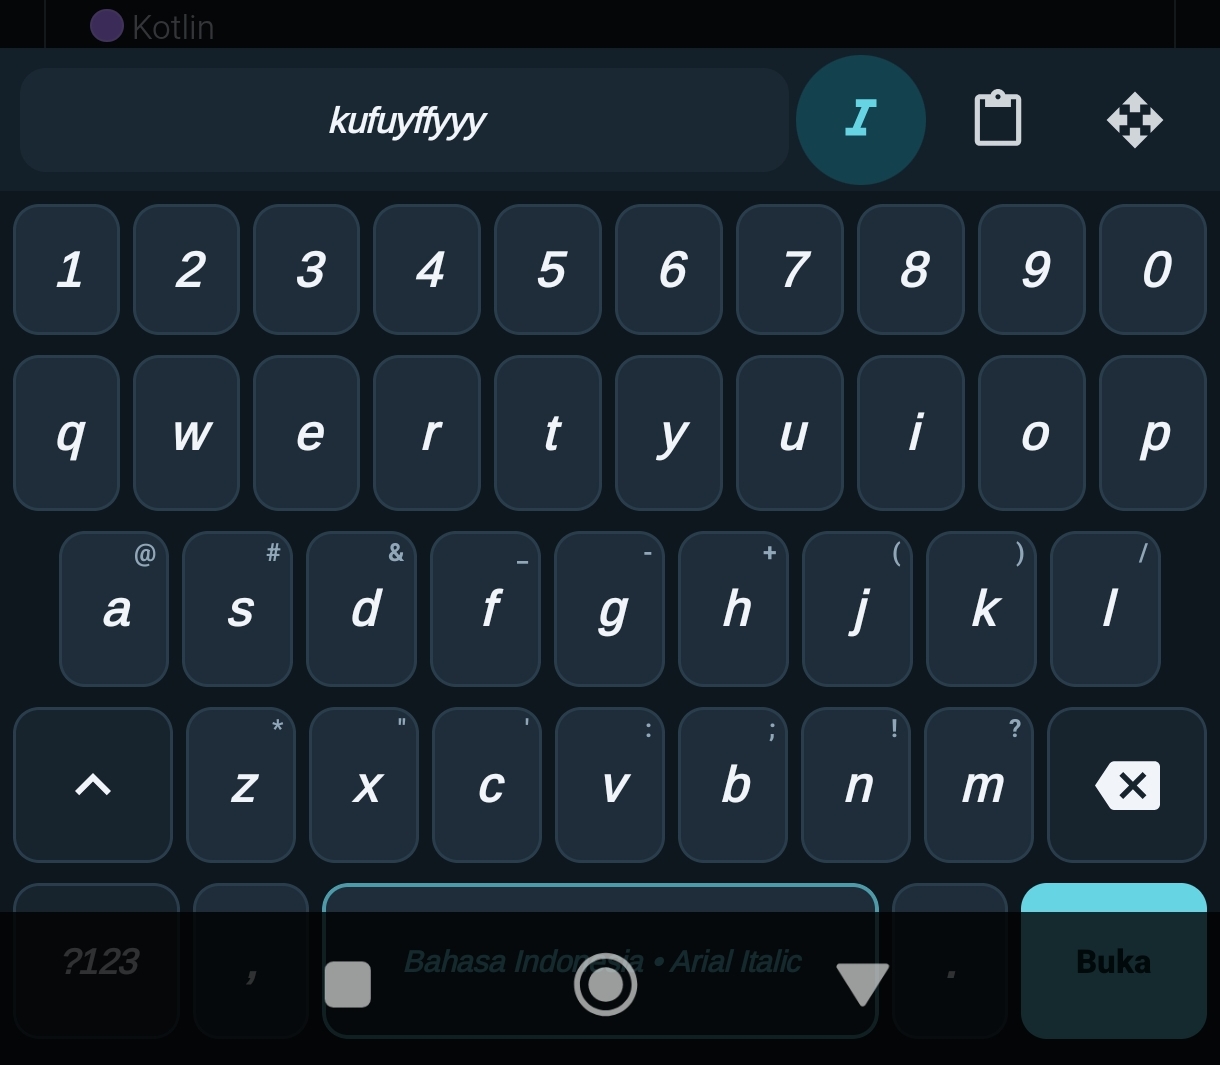 Kotlin
kufuyffyyy I
1 2 3 4 5 6 7 8 9 0
q w e r t y u i o p
@ # & _ - + ( ) /
a s d f g h j k l
* " ' : ; ! ?
z x c v b n m
?123 , Bahasa Indonesia • Arial Italic . Buka